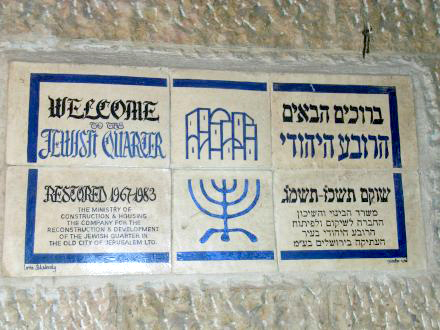 WELCOME
TO THE
JEWISH QUARTER
ברוכים הבאים
הרובע היהודי
RESTORED 1967-1983
THE MINISTRY OF
CONSTRUCTION & HOUSING
THE COMPANY FOR THE
RECONSTRUCTION & DEVELOPMENT
OF THE JEWISH QUARTER IN
THE OLD CITY OF JERUSALEM LTD.
שוקם תשכ״ז-תשמ״ג
משרד הבינוי והשיכון
החברה לשיקום ולפיתוח
הרובע היהודי בעיר
העתיקה בירושלים בע״מ